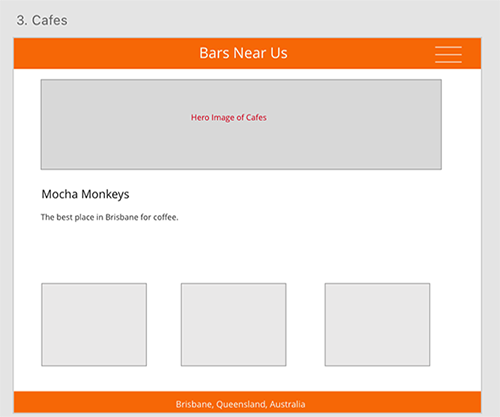 3. Cafes
Bars Near Us
Hero Image of Cafes
Mocha Monkeys
The best place in Brisbane for coffee.
Brisbane, Queensland, Australia